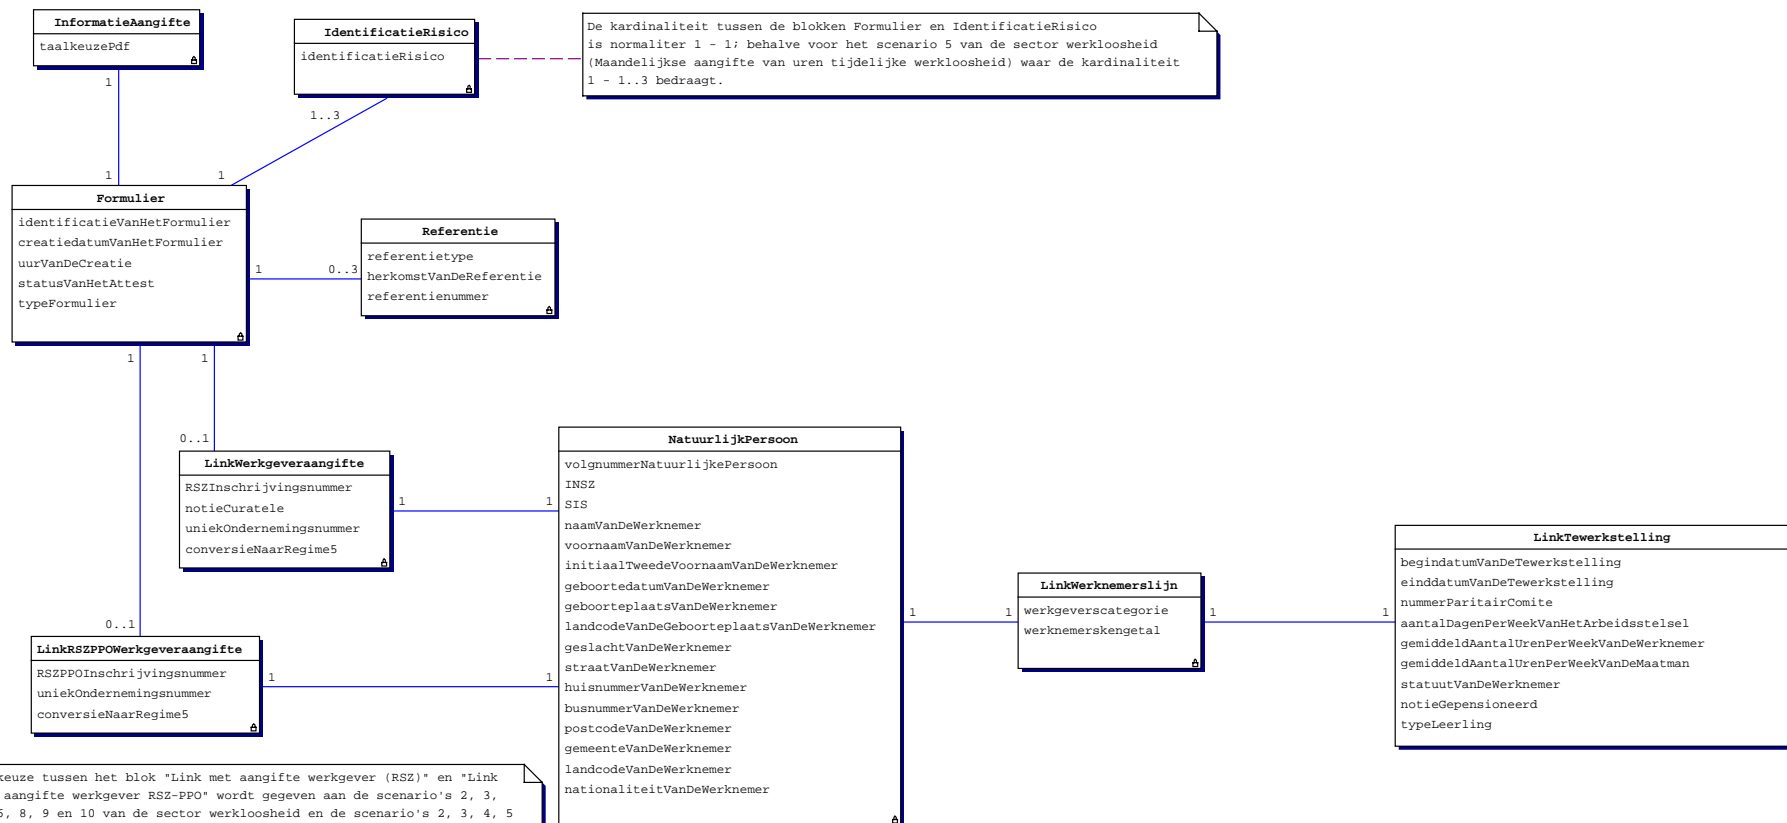 InformatieAangifte
taalkeuzePdf
IdentificatieRisico
identificatieRisico
De kardinaliteit tussen de blokken Formulier en IdentificatieRisico
is normaliter 1 - 1; behalve voor het scenario 5 van de sector werkloosheid
(Maandelijkse aangifte van uren tijdelijke werkloosheid) waar de kardinaliteit
1 - 1..3 bedraagt.
1
1..3
1
1
Formulier
identificatieVanHetFormulier
creatiedatumVanHetFormulier
uurVanDeCreatie
statusVanHetAttest
typeFormulier
1
0..3
Referentie
referentietype
herkomstVanDeReferentie
referentienummer
1
1
0..1
LinkWerkgeveraangifte
RSZInschrijvingsnummer
notieCuratele
uniekOndernemingsnummer
conversieNaarRegime5
1
1
0..1
LinkRSZPPOWerkgeveraangifte
RSZPPOInschrijvingsnummer
uniekOndernemingsnummer
conversieNaarRegime5
1
1
NatuurlijkPersoon
volgnummerNatuurlijkePersoon
INSZ
SIS
naamVanDeWerknemer
voornaamVanDeWerknemer
initiaalTweedeVoornaamVanDeWerknemer
geboortedatumVanDeWerknemer
geboorteplaatsVanDeWerknemer
landcodeVanDeGeboorteplaatsVanDeWerknemer
geslachtVanDeWerknemer
straatVanDeWerknemer
huisnummerVanDeWerknemer
busnummerVanDeWerknemer
postcodeVanDeWerknemer
gemeenteVanDeWerknemer
landcodeVanDeWerknemer
nationaliteitVanDeWerknemer
1
1
LinkWerknemerslijn
werkgeverscategorie
werknemerskengetal
1
1
LinkTewerkstelling
begindatumVanDeTewerkstelling
einddatumVanDeTewerkstelling
nummerParitairComite
aantalDagenPerWeekVanHetArbeidsstelsel
gemiddeldAantalUrenPerWeekVanDeWerknemer
gemiddeldAantalUrenPerWeekVanDeMaatman
statuutVanDeWerknemer
notieGepensioneerd
typeLeerling
keuze tussen het blok "Link met aangifte werkgever (RSZ)" en "Link
aangifte werkgever RSZ-PPO" wordt gegeven aan de scenario's 2, 3,
8, 9 en 10 van de sector werkloosheid en de scenario's 2, 3, 4, 5